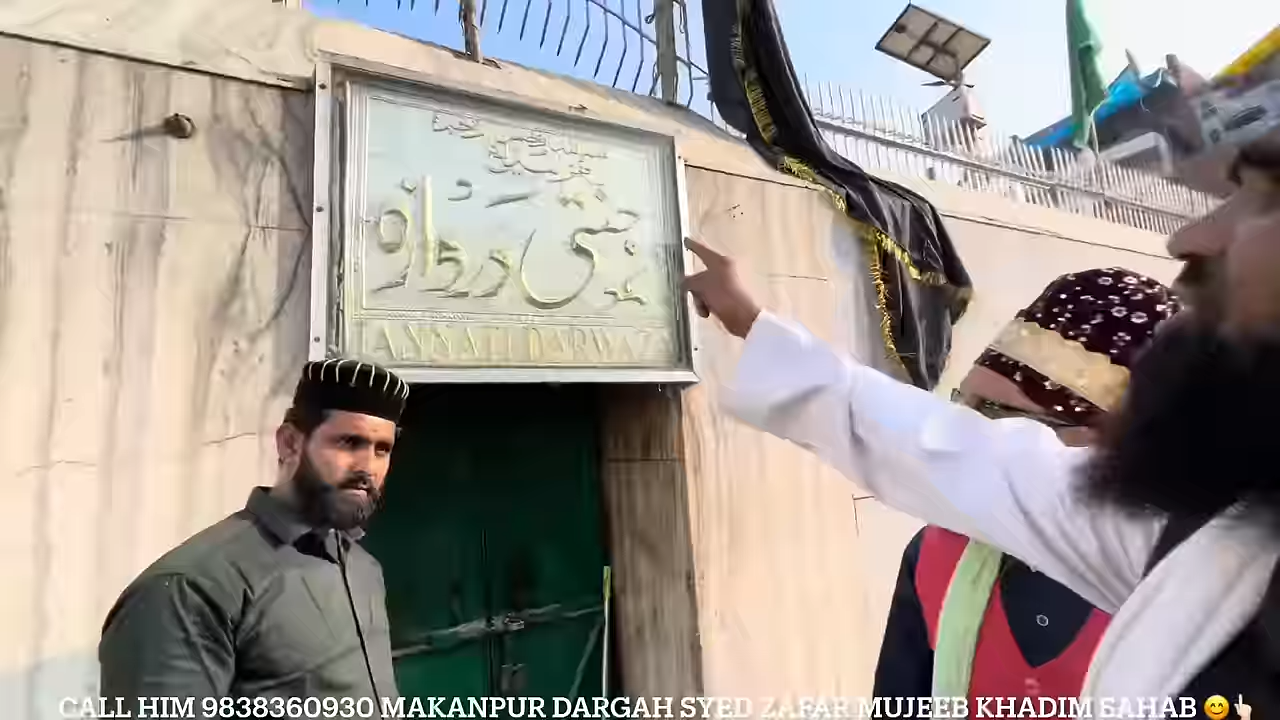 جنتی دروازہ
JANNATI DARWAZA
CALL HIM 9838360930 MAKANPUR DARGAH SYED ZAFAR MUJEEB KHADIM SAHAB 😊👆🏻